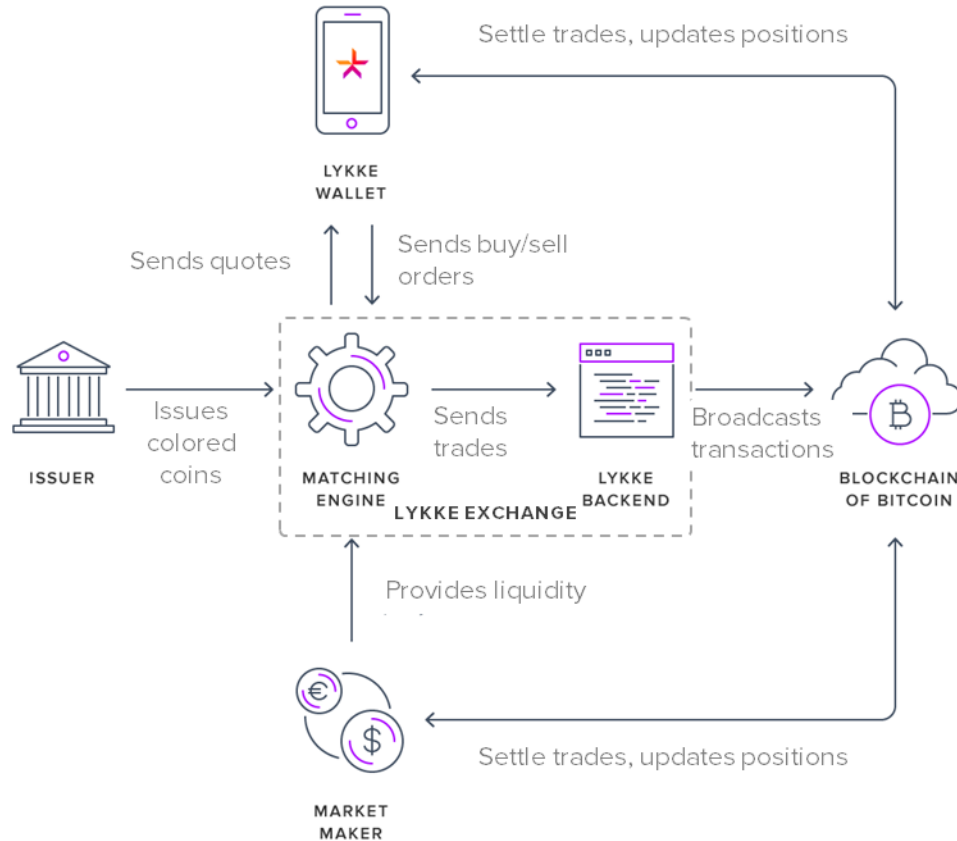 Settle trades, updates positions
LYKKE
WALLET
Sends quotes
Sends buy/sell
orders
Issues
colored
coins
ISSUER
MATCHING
ENGINE
Sends
trades
LYKKE
BACKEND
LYKKE EXCHANGE
Broadcasts
transactions
BLOCKCHAIN
OF BITCOIN
Provides liquidity
€
$
MARKET
MAKER
Settle trades, updates positions